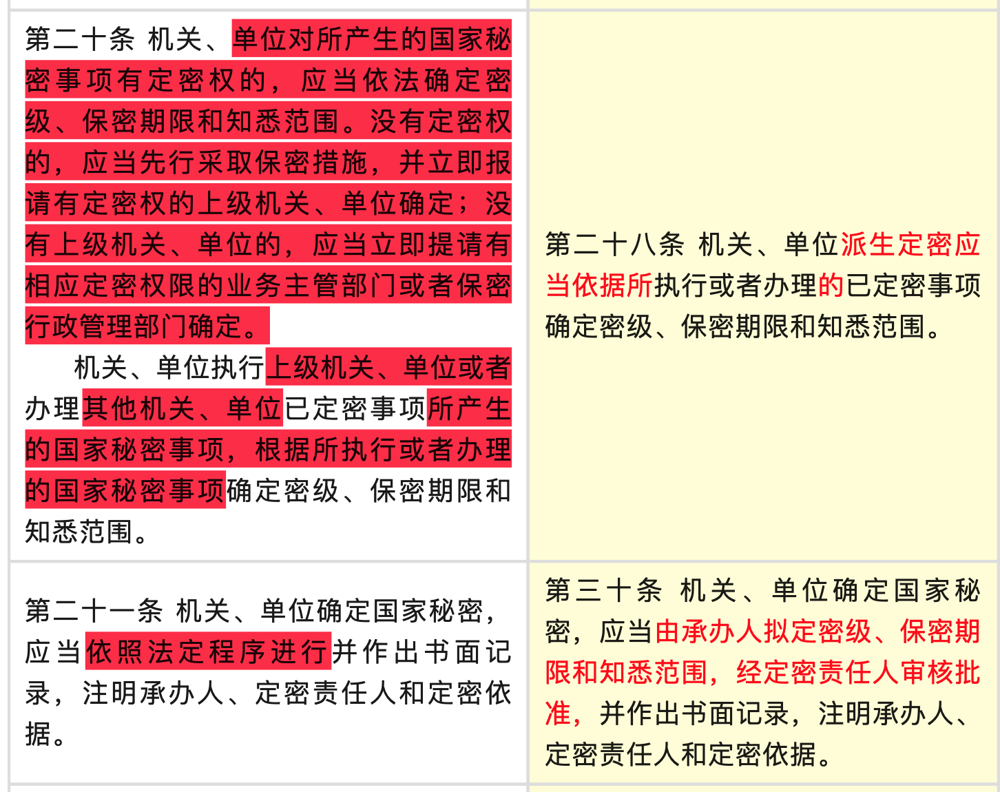 第二十条 机关、单位对所产生的国家秘
密事项有定密权的，应当依法确定密
级、保密期限和知悉范围。没有定密权
的，应当先行采取保密措施，并立即报
请有定密权的上级机关、单位确定；没
有上级机关、单位的，应当立即提请有
相应定密权限的业务主管部门或者保密
行政管理部门确定。
机关、单位执行上级机关、单位或者
办理其他机关、单位已定密事项所产生
的国家秘密事项，根据所执行或者办理
的国家秘密事项确定密级、保密期限和
知悉范围。
第二十八条 机关、单位派生定密应
当依据所执行或者办理的已定密事项
确定密级、保密期限和知悉范围。
第二十一条 机关、单位确定国家秘密，
应当依照法定程序进行并作出书面记
录，注明承办人、定密责任人和定密依
据。
第三十条 机关、单位确定国家秘
密，应当由承办人拟定密级、保密期
限和知悉范围，经定密责任人审核批
准，并作出书面记录，注明承办人、
定密责任人和定密依据。